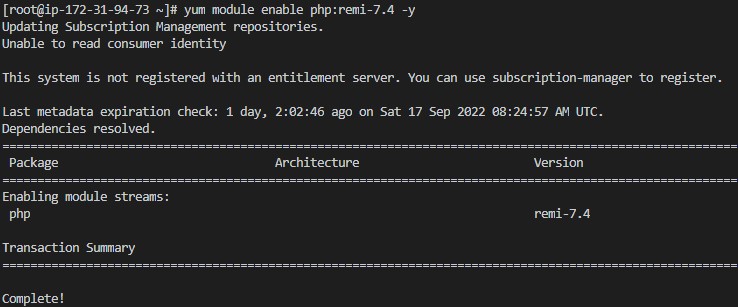 [root@ip-172-31-94-73 ~]# yum module enable php:remi-7.4 -y
Updating Subscription Management repositories.
Unable to read consumer identity
This system is not registered with an entitlement server. You can use subscription-manager to register.
Last metadata expiration check: 1 day, 2:02:46 ago on Sat 17 Sep 2022 08:24:57 AM UTC.
Dependencies resolved.
================================================================================================
Package Architecture Version
================================================================================================
Enabling module streams:
php remi-7.4
Transaction Summary
================================================================================================
Complete!